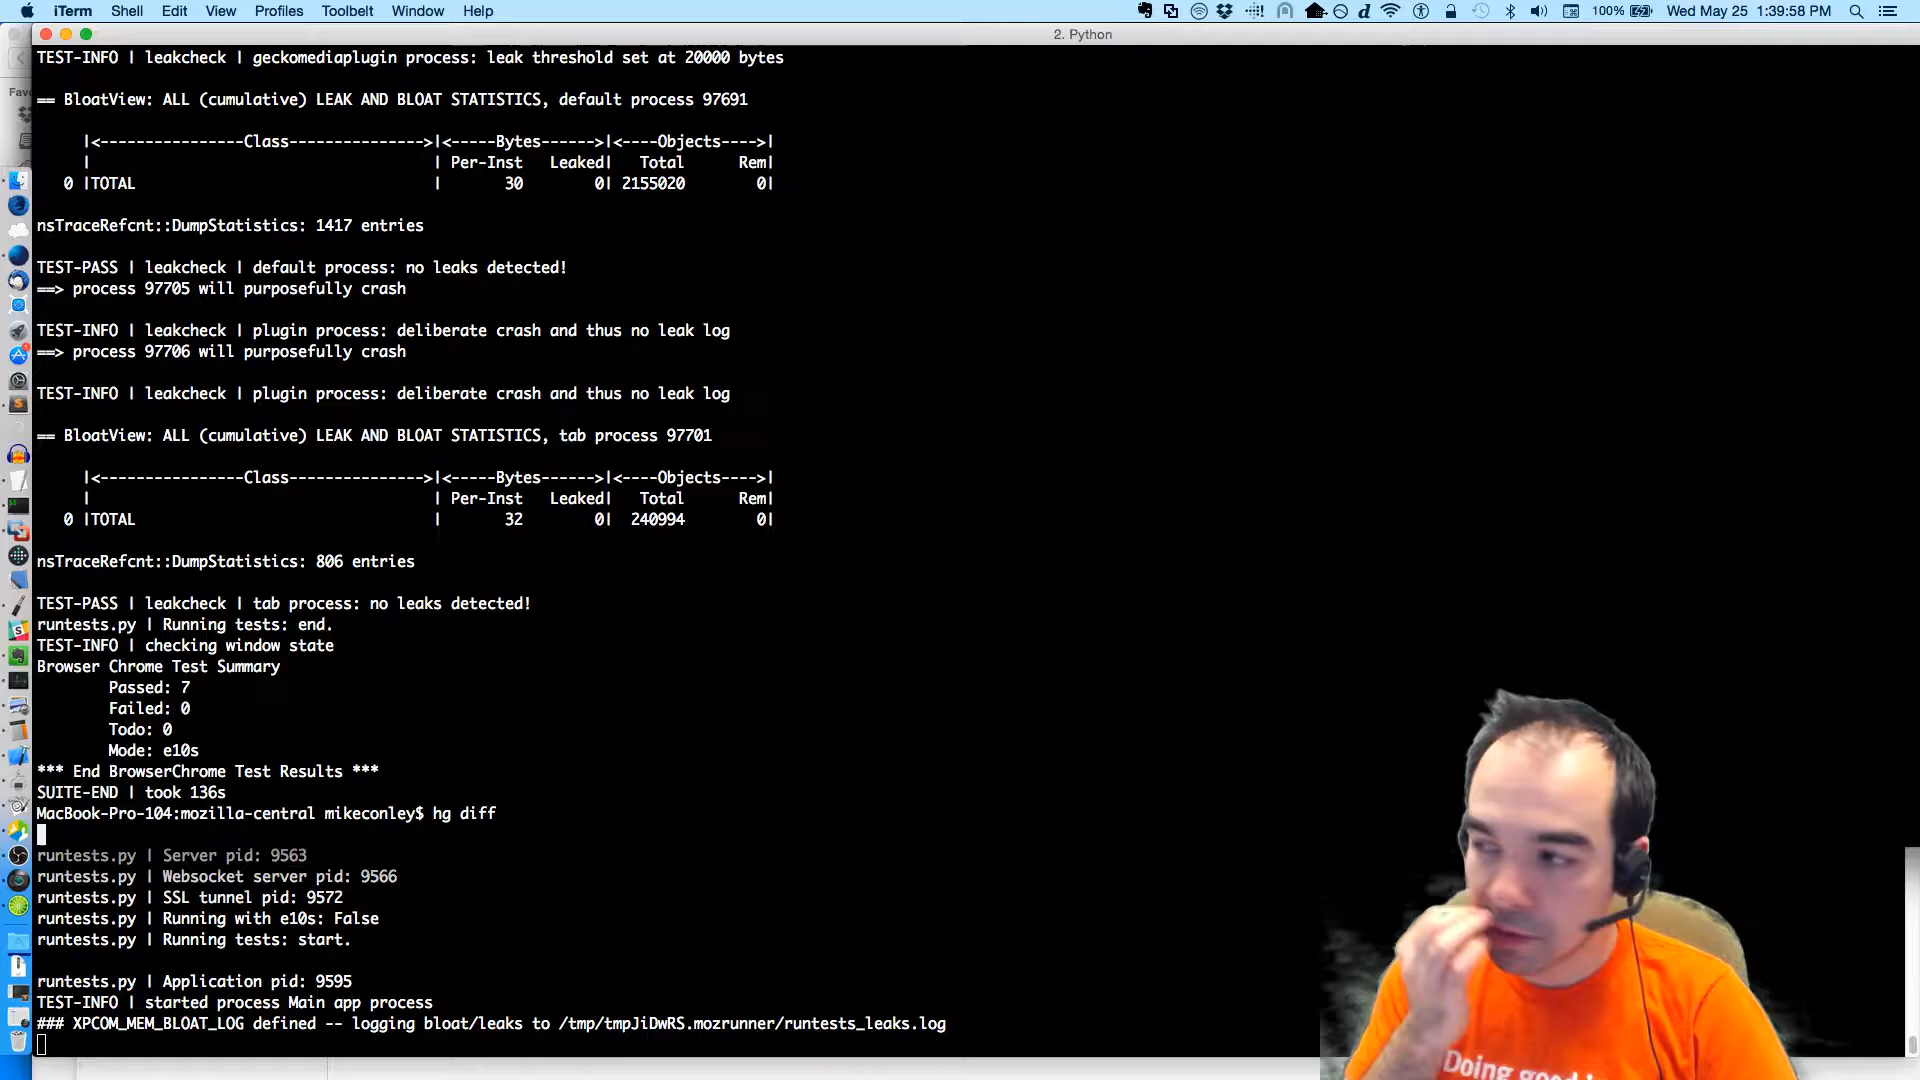 iTerm Shell Edit View Profiles Toolbelt Window Help 100% Wed May 25 1:39:58 PM
2. Python
Favo
TEST-INFO | leakcheck | geckomediaplugin process: leak threshold set at 20000 bytes
== BloatView: ALL (cumulative) LEAK AND BLOAT STATISTICS, default process 97691
|<----------------Class--------------->|<-----Bytes------>|<----Objects---->|
| | Per-Inst Leaked| Total Rem|
0 |TOTAL | 30 0| 2155020 0|
nsTraceRefcnt::DumpStatistics: 1417 entries
TEST-PASS | leakcheck | default process: no leaks detected!
==> process 97705 will purposefully crash
TEST-INFO | leakcheck | plugin process: deliberate crash and thus no leak log
==> process 97706 will purposefully crash
TEST-INFO | leakcheck | plugin process: deliberate crash and thus no leak log
== BloatView: ALL (cumulative) LEAK AND BLOAT STATISTICS, tab process 97701
|<----------------Class--------------->|<-----Bytes------>|<----Objects---->|
| | Per-Inst Leaked| Total Rem|
0 |TOTAL | 32 0| 240994 0|
nsTraceRefcnt::DumpStatistics: 806 entries
TEST-PASS | leakcheck | tab process: no leaks detected!
runtests.py | Running tests: end.
TEST-INFO | checking window state
Browser Chrome Test Summary
Passed: 7
Failed: 0
Todo: 0
Mode: e10s
*** End BrowserChrome Test Results ***
SUITE-END | took 136s
MacBook-Pro-104:mozilla-central mikeconley$ hg diff
runtests.py | Server pid: 9563
runtests.py | Websocket server pid: 9566
runtests.py | SSL tunnel pid: 9572
runtests.py | Running with e10s: False
runtests.py | Running tests: start.
runtests.py | Application pid: 9595
TEST-INFO | started process Main app process
### XPCOM_MEM_BLOAT_LOG defined -- logging bloat/leaks to /tmp/tmpJiDwRS.mozrunner/runtests_leaks.log
Doing good i